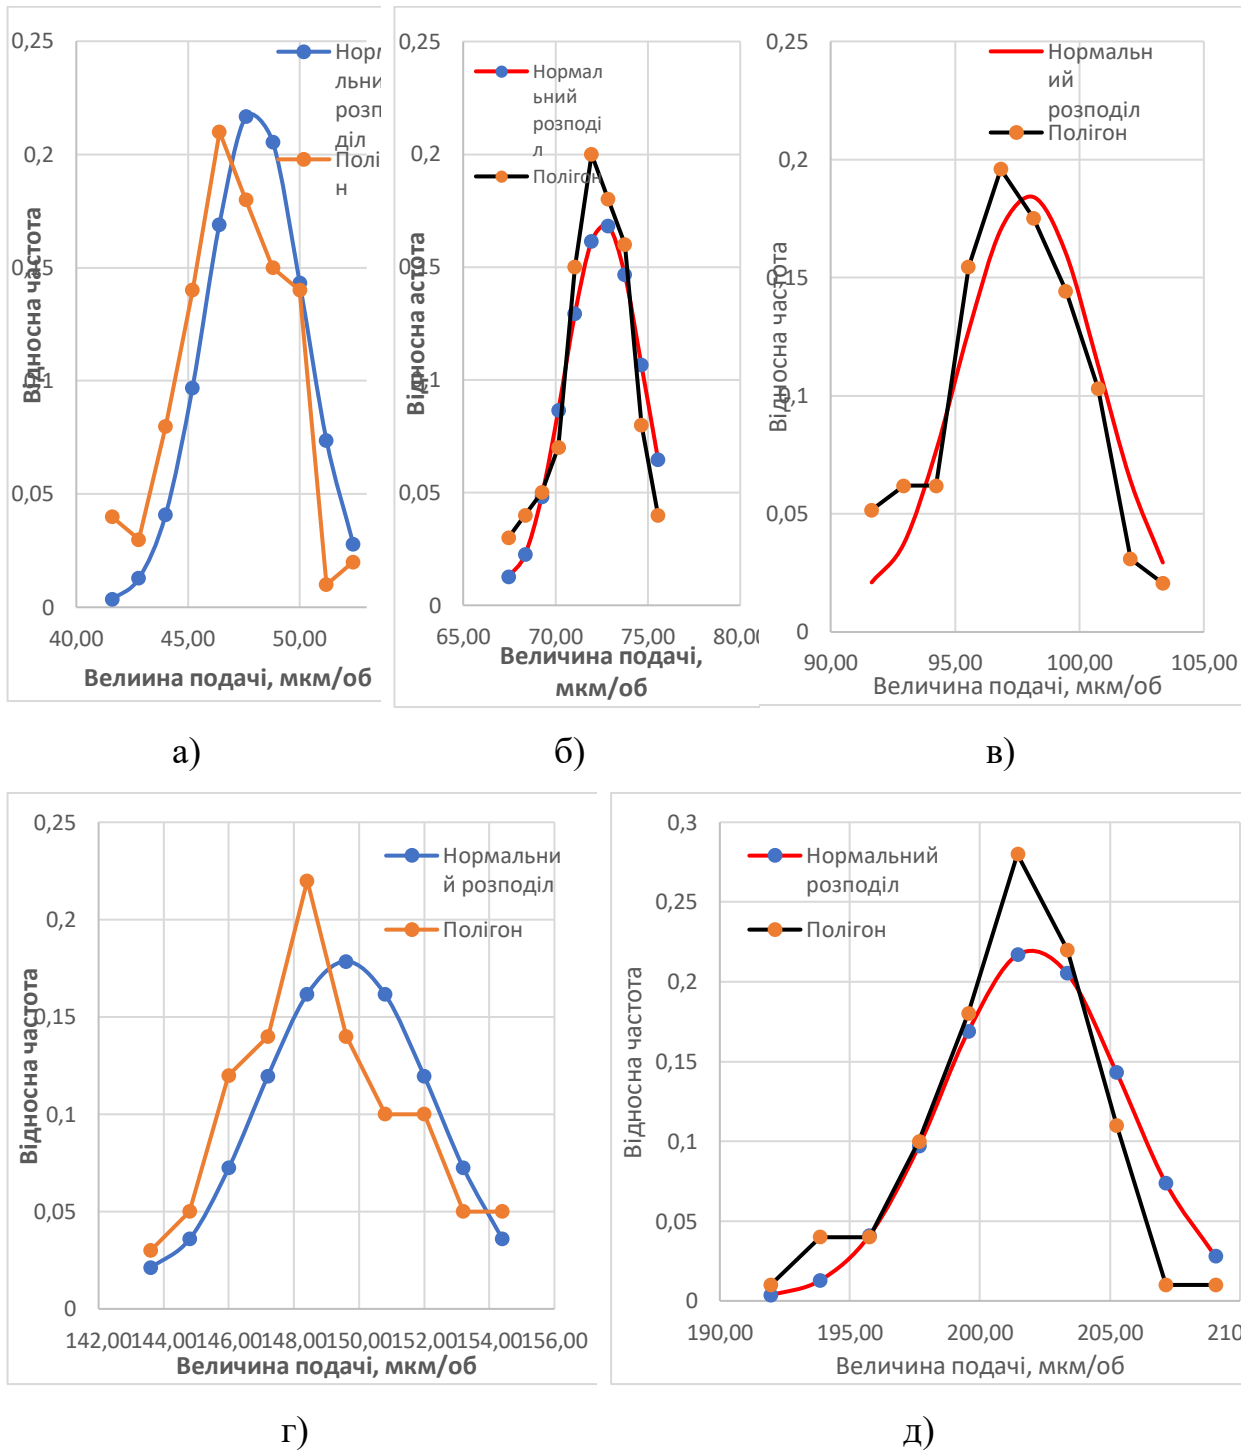 0,25
0,2
0,15
0,1
0,05
0
40,00 45,00 50,00
Відносна частота
Велиина подачі, мкм/об
Норм
льни
розп
діл
Полі
н
а)
0,25
0,2
0,15
0,1
0,05
0
65,00 70,00 75,00 80,00
Відносна астота
Величина подачі,
мкм/об
Нормал
ьний
розподі
л
Полігон
б)
0,25
0,2
0,15
0,1
0,05
0
90,00 95,00 100,00 105,00
Відносна частота
Величина подачі, мкм/об
Нормальн
ий
розподіл
Полігон
в)
0,25
0,2
0,15
0,1
0,05
0
142,00 144,00 146,00 148,00 150,00 152,00 154,00 156,00
Відносна частота
Величина подачі, мкм/об
Нормальни
й розподіл
Полігон
г)
0,3
0,25
0,2
0,15
0,1
0,05
0
190,00 195,00 200,00 205,00 210
Відносна частота
Величина подачі, мкм/об
Нормальний
розподіл
Полігон
д)